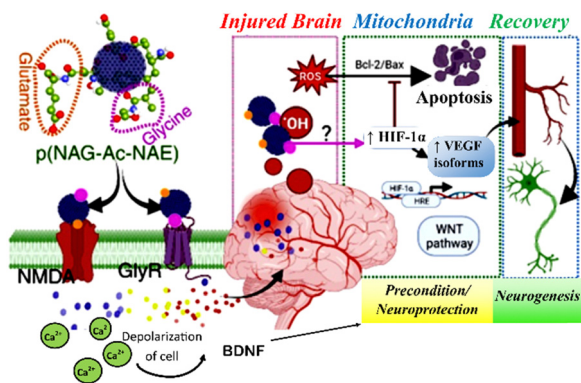 Injured Brain
Mitochondria
Recovery
Glutamate
Glycine
p(NAG-Ac-NAE)
NMDA
GlyR
Ca²⁺
Ca²
Ca²⁺
Ca²⁺
Ca²⁺
Depolarization
of cell
BDNF
ROS
•OH
?
Bcl-2/Bax
Apoptosis
↑ HIF-1α
↑ VEGF
isoforms
HIF-1α
HRE
WNT
pathway
Precondition/
Neuroprotection
Neurogenesis